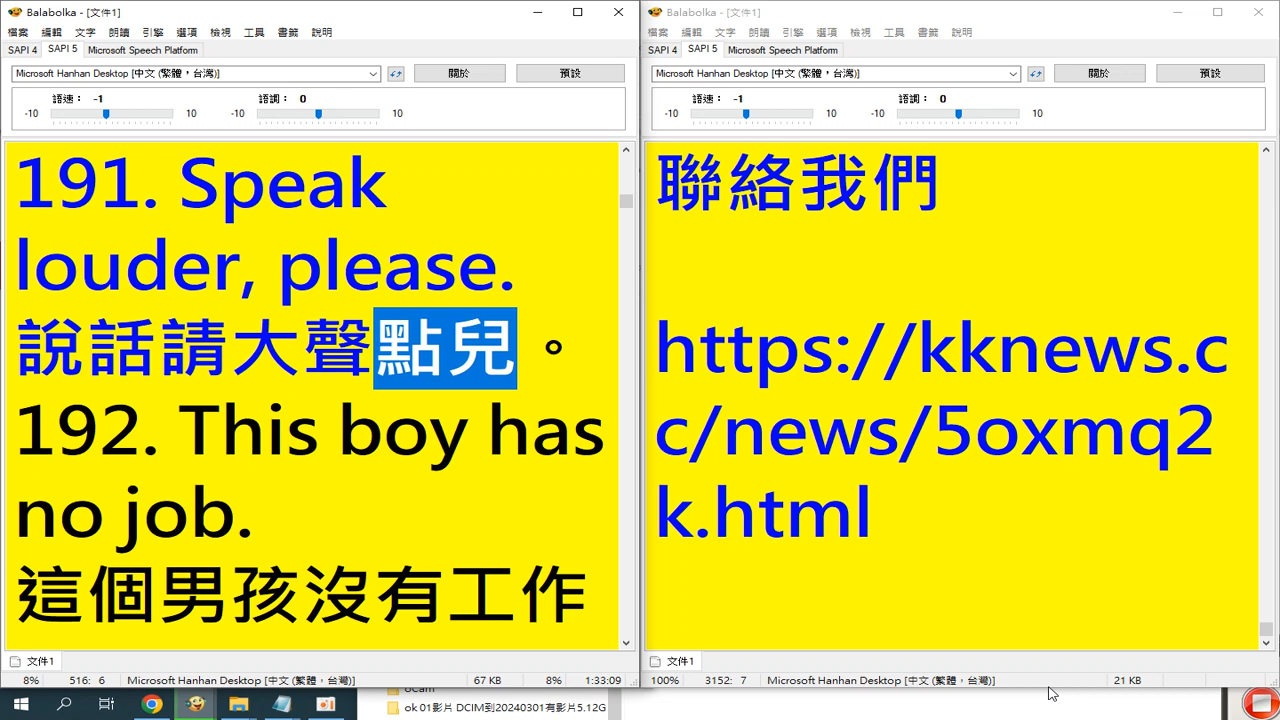 Balabolka - [文件1]
檔案 編輯 文字 朗讀 引擎 選項 檢視 工具 書籤 說明
SAPI 4 SAPI 5 Microsoft Speech Platform
Microsoft Hanhan Desktop [中文 (繁體，台灣)] 關於 預設
語速： -1 語調： 0
-10 10 -10 10
191. Speak
louder, please.
說話請大聲點兒。
192. This boy has
no job.
這個男孩沒有工作
文件1
8% 516: 6 Microsoft Hanhan Desktop [中文 (繁體，台灣)] 67 KB 8% 1:33:09
Balabolka - [文件1]
檔案 編輯 文字 朗讀 引擎 選項 檢視 工具 書籤 說明
SAPI 4 SAPI 5 Microsoft Speech Platform
Microsoft Hanhan Desktop [中文 (繁體，台灣)] 關於 預設
語速： -1 語調： 0
-10 10 -10 10
聯絡我們
https://kknews.c
c/news/5oxmq2
k.html
文件1
100% 3152: 7 Microsoft Hanhan Desktop [中文 (繁體，台灣)] 21 KB
oCam
ok 01影片 DCIM到20240301有影片5.12G